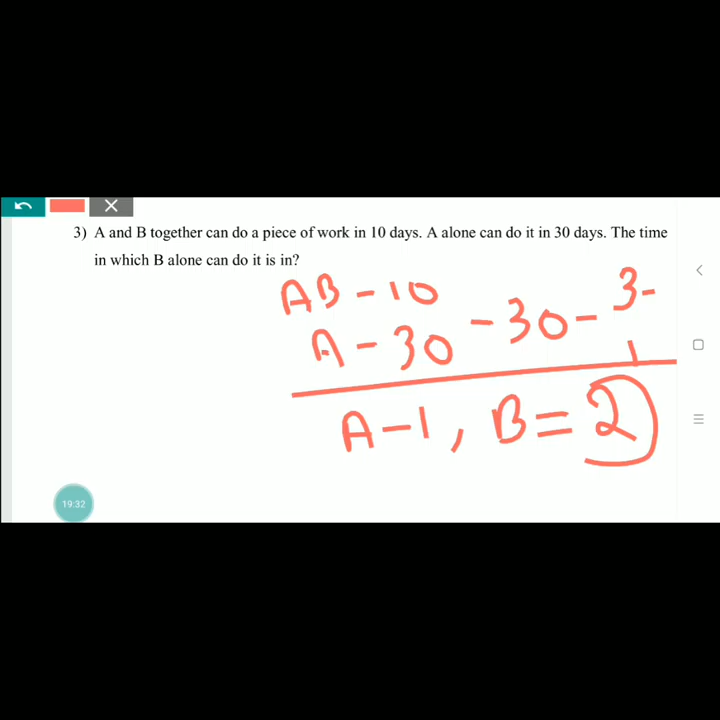 3) A and B together can do a piece of work in 10 days. A alone can do it in 30 days. The time
in which B alone can do it is in?
AB - 10
A - 30 - 30 - 3 -
1
A - 1, B = 2
19:32